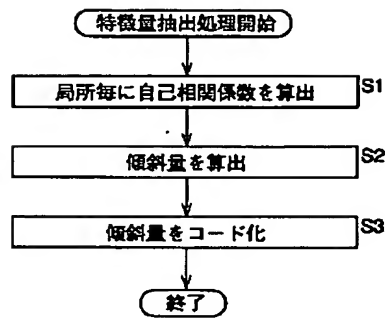 特徴量抽出処理開始
局所毎に自己相関係数を算出
S1
傾斜量を算出
S2
傾斜量をコード化
S3
終了